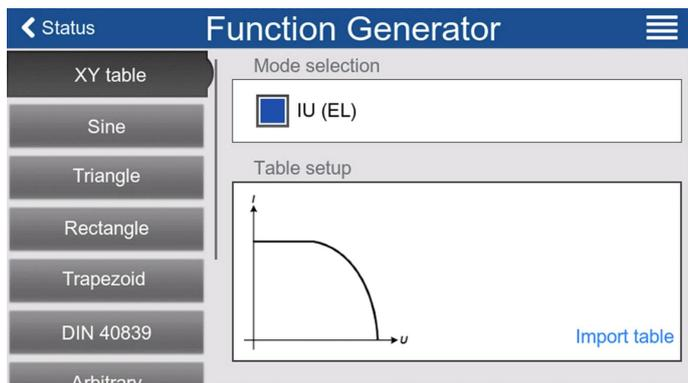 Status
Function Generator
XY table
Sine
Triangle
Rectangle
Trapezoid
DIN 40839
Arbitrary
Mode selection
IU (EL)
Table setup
I
U
Import table